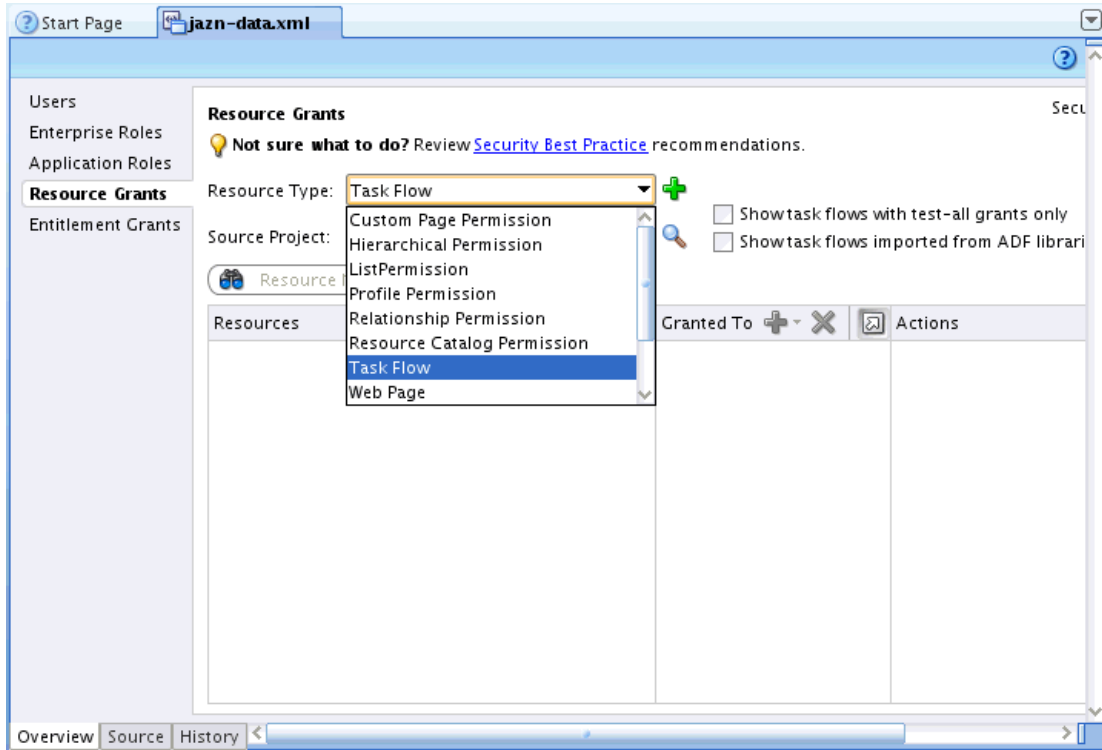 Start Page
jazn-data.xml
Users
Enterprise Roles
Application Roles
Resource Grants
Entitlement Grants
Resource Grants
Secu
Not sure what to do? Review Security Best Practice recommendations.
Resource Type: Task Flow
Custom Page Permission
Hierarchical Permission
ListPermission
Profile Permission
Relationship Permission
Resource Catalog Permission
Task Flow
Web Page
Source Project:
Show task flows with test-all grants only
Show task flows imported from ADF librari
Resource
Resources
Granted To
Actions
Overview
Source
History